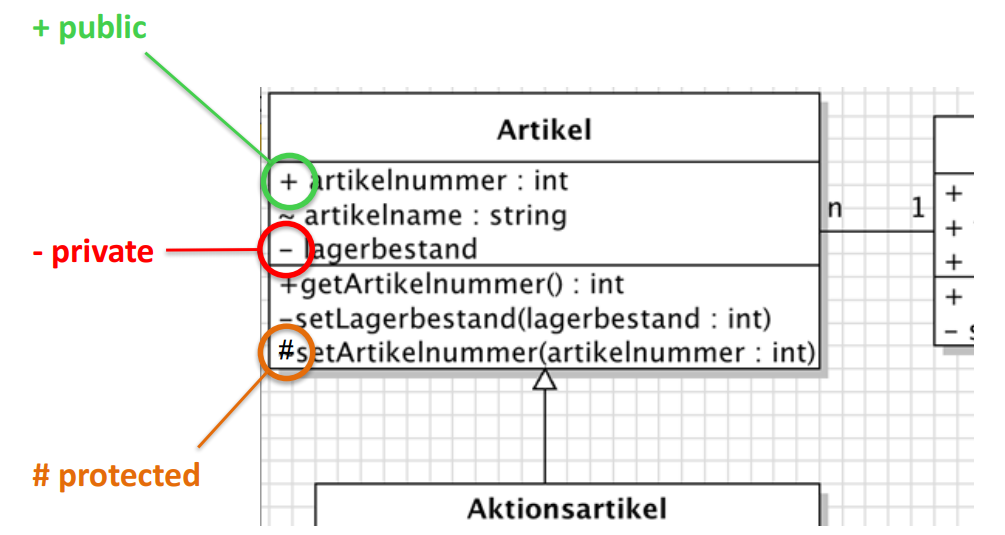 + public
Artikel
+ artikelnummer : int
~ artikelname : string
- private
- lagerbestand
+getArtikelnummer() : int
-setLagerbestand(lagerbestand : int)
#setArtikelnummer(artikelnummer : int)
n 1
+
+
+
+
-
# protected
Aktionsartikel